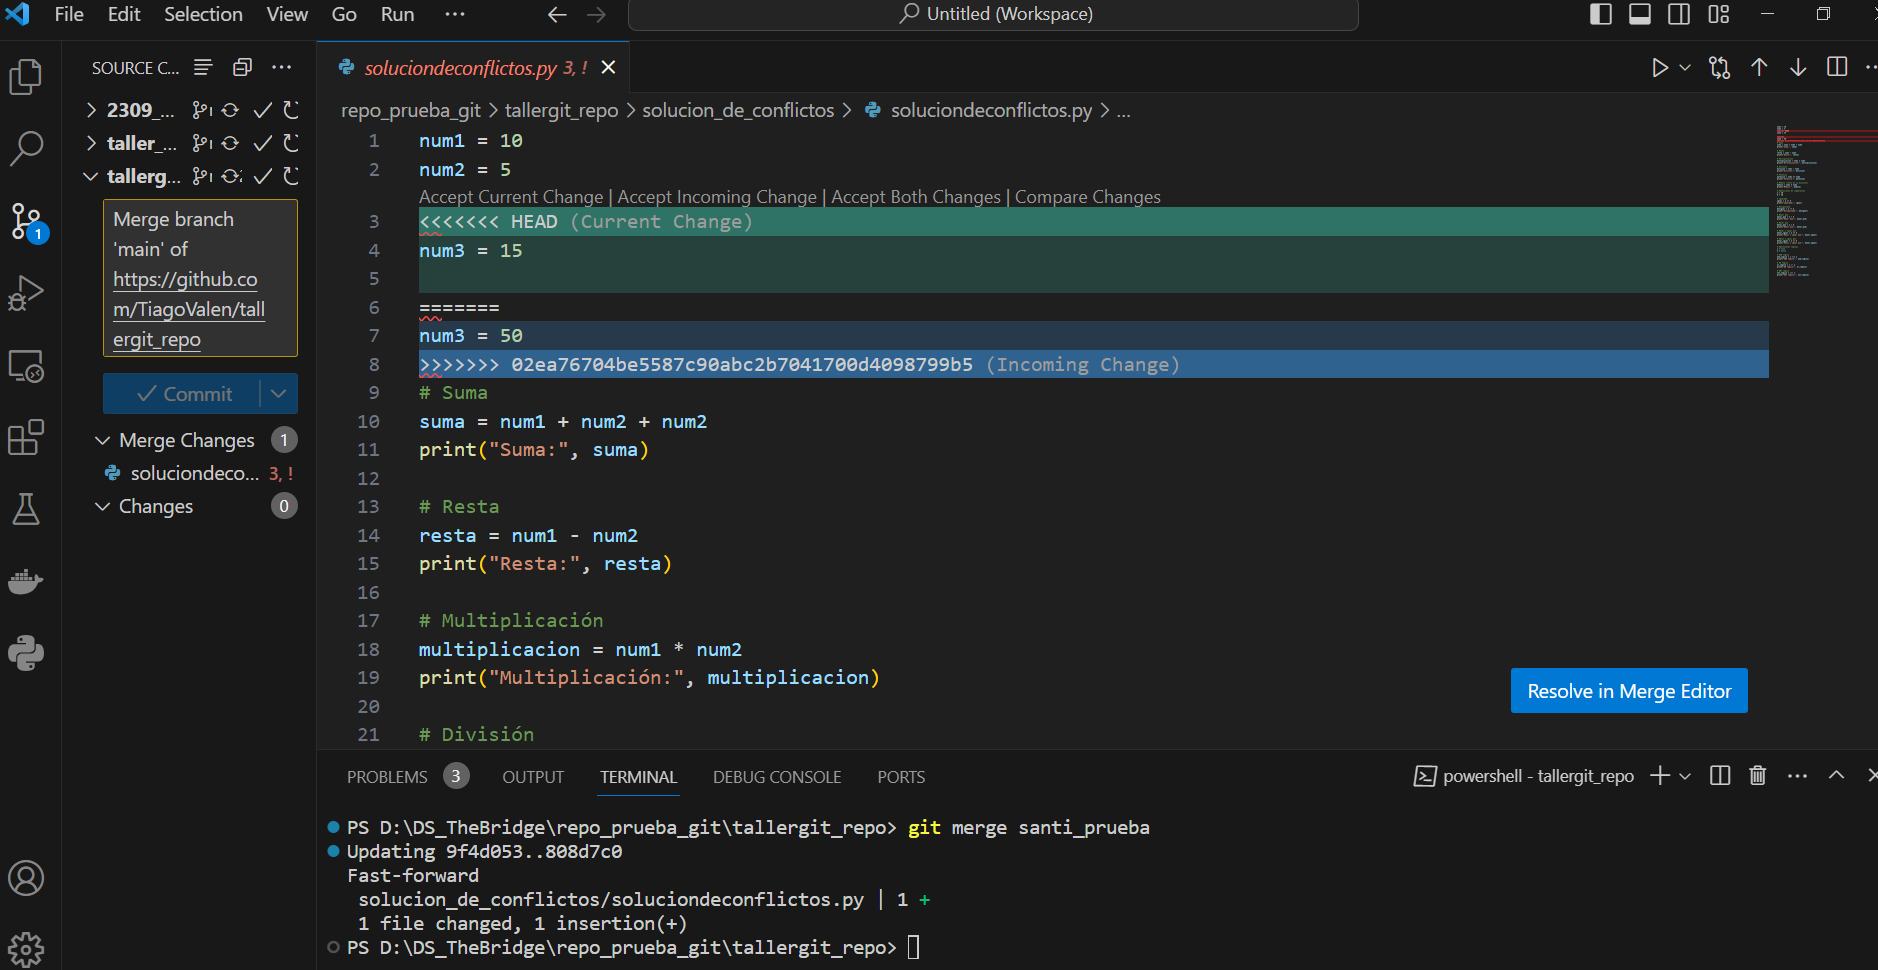 File Edit Selection View Go Run ···
Untitled (Workspace)
SOURCE C...
2309_...
taller_...
tallerg...
Merge branch
'main' of
https://github.co
m/TiagoValen/tall
ergit_repo
Commit
Merge Changes 1
soluciondeco... 3, !
Changes 0
1
soluciondeconflictos.py 3, !
repo_prueba_git > tallergit_repo > solucion_de_conflictos > soluciondeconflictos.py > ...
1 num1 = 10
2 num2 = 5
Accept Current Change | Accept Incoming Change | Accept Both Changes | Compare Changes
3 <<<<<<< HEAD (Current Change)
4 num3 = 15
5
6 =======
7 num3 = 50
8 >>>>>>> 02ea76704be5587c90abc2b7041700d4098799b5 (Incoming Change)
9 # Suma
10 suma = num1 + num2 + num2
11 print("Suma:", suma)
12
13 # Resta
14 resta = num1 - num2
15 print("Resta:", resta)
16
17 # Multiplicación
18 multiplicacion = num1 * num2
19 print("Multiplicación:", multiplicacion)
20
21 # División
Resolve in Merge Editor
PROBLEMS 3 OUTPUT TERMINAL DEBUG CONSOLE PORTS
powershell - tallergit_repo
PS D:\DS_TheBridge\repo_prueba_git\tallergit_repo> git merge santi_prueba
Updating 9f4d053..808d7c0
Fast-forward
solucion_de_conflictos/soluciondeconflictos.py | 1 +
1 file changed, 1 insertion(+)
PS D:\DS_TheBridge\repo_prueba_git\tallergit_repo>